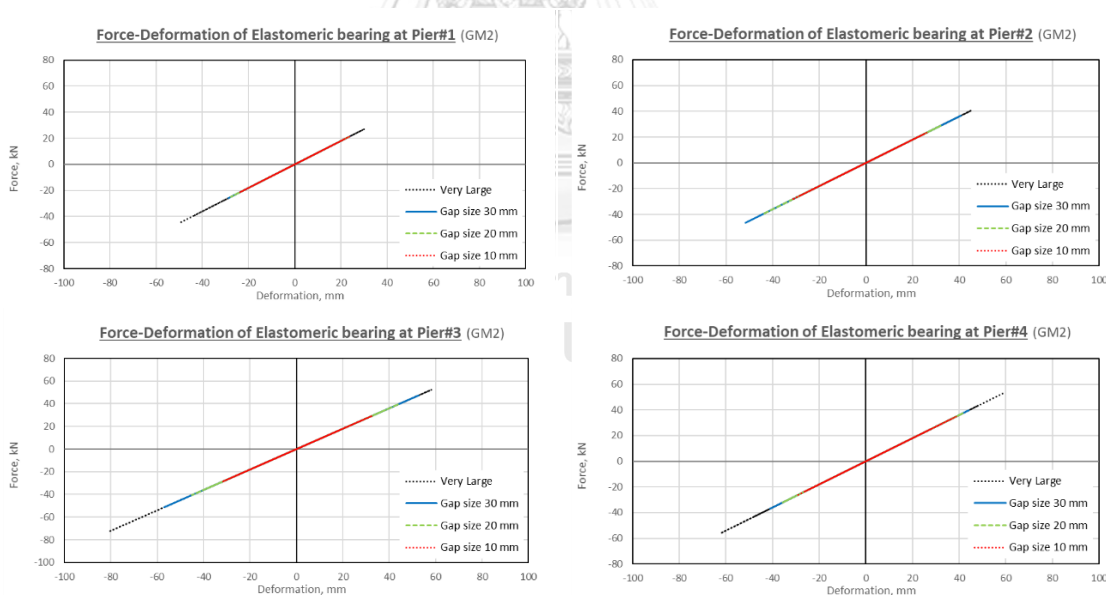 Force-Deformation of Elastomeric bearing at Pier#1 (GM2)
80
60
40
20
0
-20
-40
-60
-80
Force, kN
-100 -80 -60 -40 -20 0 20 40 60 80 100
Deformation, mm
Very Large
Gap size 30 mm
Gap size 20 mm
Gap size 10 mm
Force-Deformation of Elastomeric bearing at Pier#2 (GM2)
80
60
40
20
0
-20
-40
-60
-80
Force, kN
-100 -80 -60 -40 -20 0 20 40 60 80 100
Deformation, mm
Very Large
Gap size 30 mm
Gap size 20 mm
Gap size 10 mm
Force-Deformation of Elastomeric bearing at Pier#3 (GM2)
80
60
40
20
0
-20
-40
-60
-80
-100
Force, kN
-100 -80 -60 -40 -20 0 20 40 60 80 100
Deformation, mm
Very Large
Gap size 30 mm
Gap size 20 mm
Gap size 10 mm
Force-Deformation of Elastomeric bearing at Pier#4 (GM2)
80
60
40
20
0
-20
-40
-60
-80
Force, kN
-100 -80 -60 -40 -20 0 20 40 60 80 100
Deformation, mm
Very Large
Gap size 30 mm
Gap size 20 mm
Gap size 10 mm